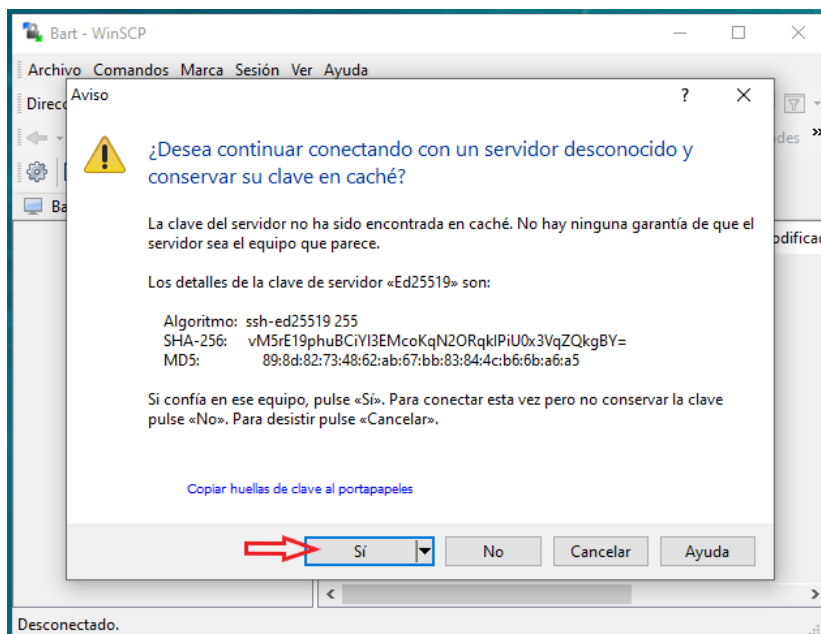 Bart - WinSCP
Archivo Comandos Marca Sesión Ver Ayuda
Aviso
?
¿Desea continuar conectando con un servidor desconocido y
conservar su clave en caché?
La clave del servidor no ha sido encontrada en caché. No hay ninguna garantía de que el
servidor sea el equipo que parece.
Los detalles de la clave de servidor «Ed25519» son:
Algoritmo: ssh-ed25519 255
SHA-256: vM5rE19phuBCiYI3EMcoKqN2ORqklPiU0x3VqZQkgBY=
MD5: 89:8d:82:73:48:62:ab:67:bb:83:84:4c:b6:6b:a6:a5
Si confía en ese equipo, pulse «Sí». Para conectar esta vez pero no conservar la clave
pulse «No». Para desistir pulse «Cancelar».
Copiar huellas de clave al portapapeles
Sí
No
Cancelar
Ayuda
Desconectado.